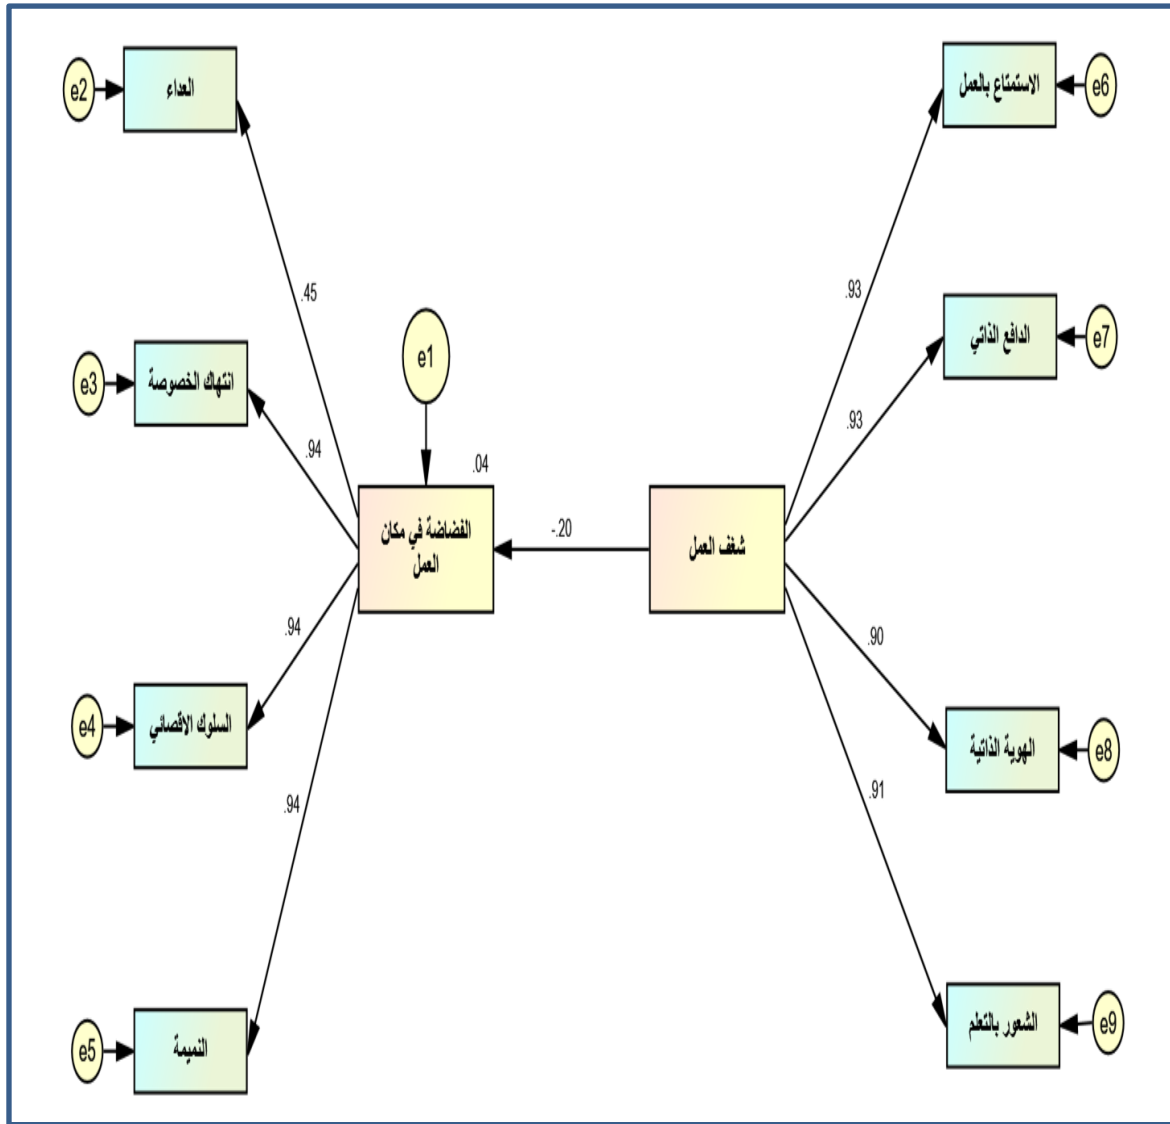 العداء
e2
الاستمتاع بالعمل
e6
.45
.93
انتهاك الخصوصة
e3
الدافع الذاتي
e7
e1
.94
.93
.04
الفضاضة في مكان
العمل
-.20
شغف العمل
.94
.90
السلوك الاقصائي
e4
الهوية الذاتية
e8
.94
.91
النميمة
e5
الشعور بالتعلم
e9